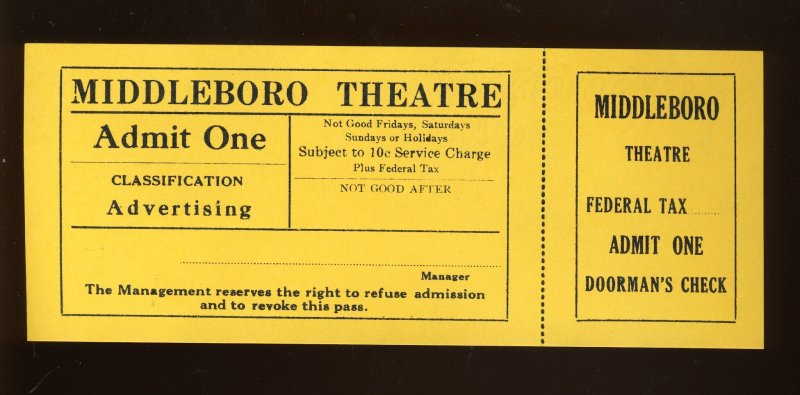 MIDDLEBORO THEATRE
Admit One
CLASSIFICATION
Advertising
Not Good Fridays, Saturdays
Sundays or Holidays
Subject to 10c Service Charge
Plus Federal Tax
NOT GOOD AFTER
Manager
The Management reserves the right to refuse admission
and to revoke this pass.
MIDDLEBORO
THEATRE
FEDERAL TAX........
ADMIT ONE
DOORMAN'S CHECK